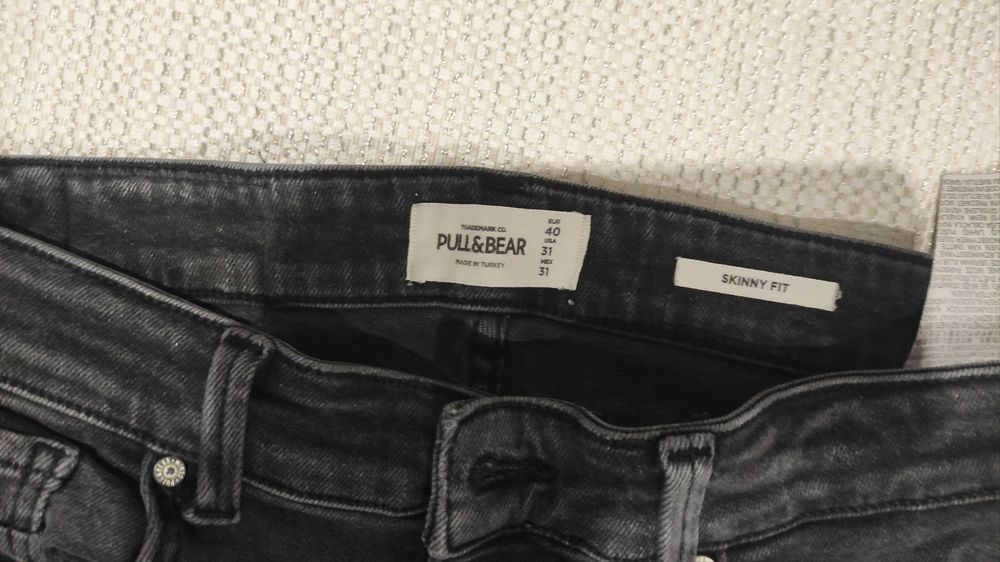 TRADEMARK CO.
PULL&BEAR
MADE IN TURKEY
EUR
40
USA
31
MEX
31
SKINNY FIT